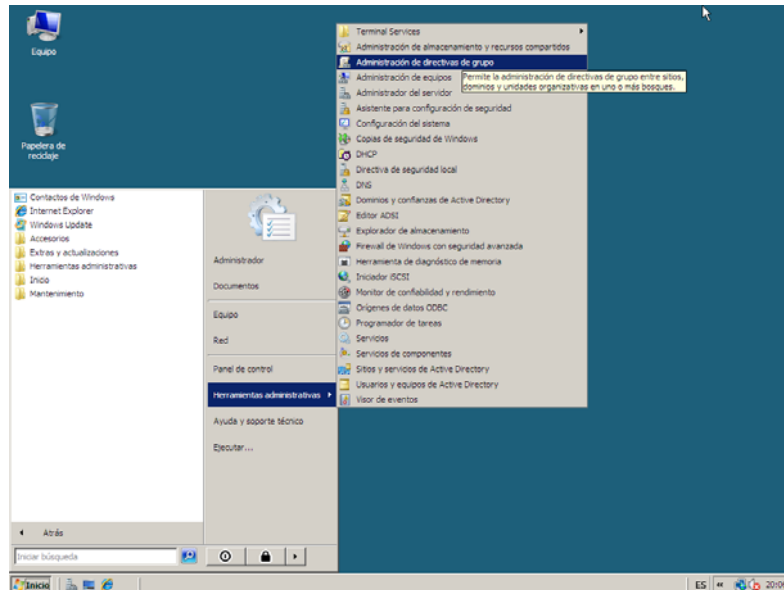 Equipo
Papelera de
reciclaje
Contactos de Windows
Internet Explorer
Windows Update
Accesorios
Extras y actualizaciones
Herramientas administrativas
Inicio
Mantenimiento
Atrás
Iniciar búsqueda
Administrador
Documentos
Equipo
Red
Panel de control
Herramientas administrativas
Ayuda y soporte técnico
Ejecutar...
Terminal Services
Administración de almacenamiento y recursos compartidos
Administración de directivas de grupo
Administración de equipos
Permite la administración de directivas de grupo entre sitios,
dominios y unidades organizativas en uno o más bosques.
Administrador del servidor
Asistente para configuración de seguridad
Configuración del sistema
Copias de seguridad de Windows
DHCP
Directiva de seguridad local
DNS
Dominios y confianzas de Active Directory
Editor ADSI
Explorador de almacenamiento
Firewall de Windows con seguridad avanzada
Herramienta de diagnóstico de memoria
Iniciador iSCSI
Monitor de confiabilidad y rendimiento
Orígenes de datos ODBC
Programador de tareas
Servicios
Servicios de componentes
Sitios y servicios de Active Directory
Usuarios y equipos de Active Directory
Visor de eventos
Inicio
ES